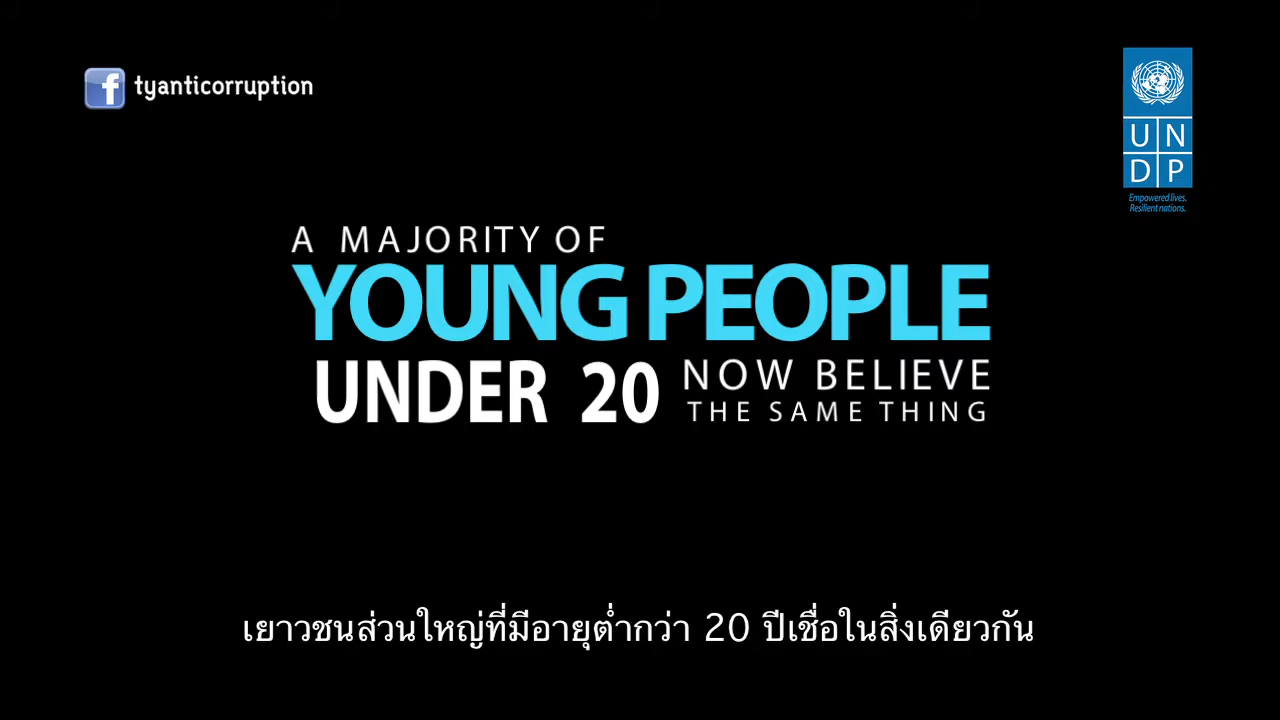 f tyanticorruption
U N
D P
Empowered lives.
Resilient nations.
A MAJORITY OF
YOUNG PEOPLE
UNDER 20 NOW BELIEVE
THE SAME THING
เยาวชนส่วนใหญ่ที่มีอายุต่ำกว่า 20 ปีเชื่อในสิ่งเดียวกัน